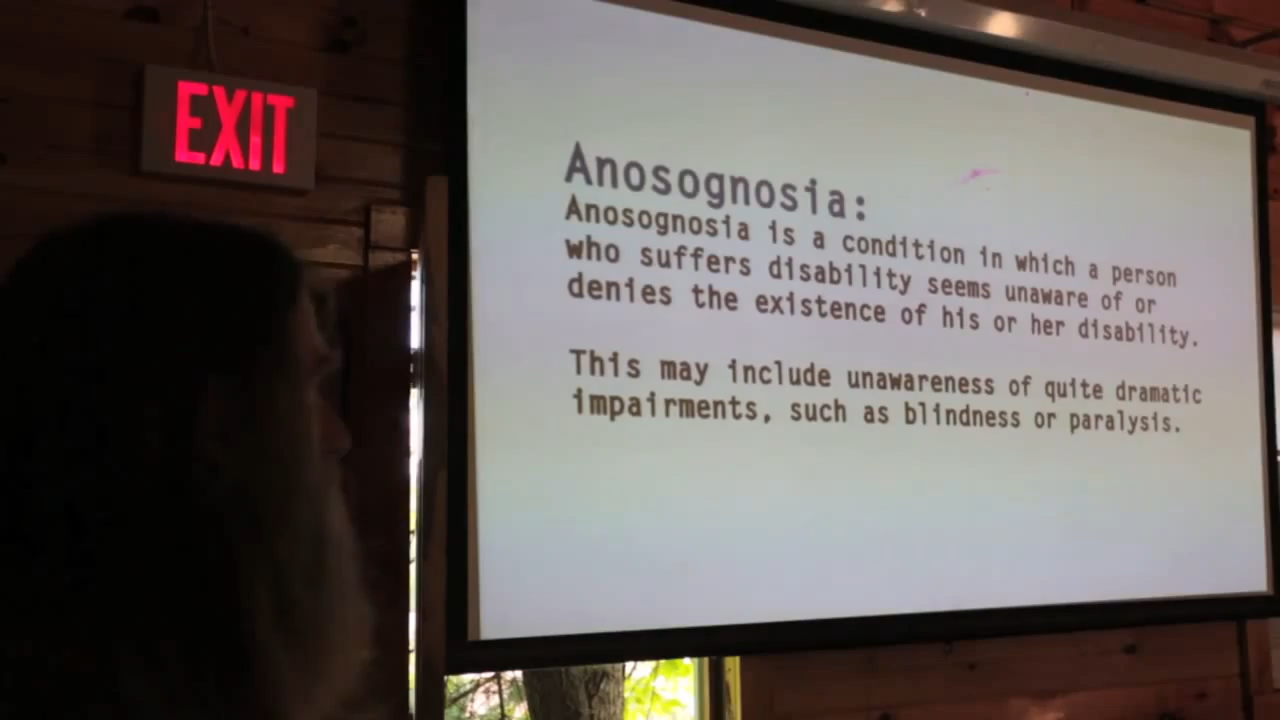 EXIT
Anosognosia:
Anosognosia is a condition in which a person
who suffers disability seems unaware of or
denies the existence of his or her disability.
This may include unawareness of quite dramatic
impairments, such as blindness or paralysis.